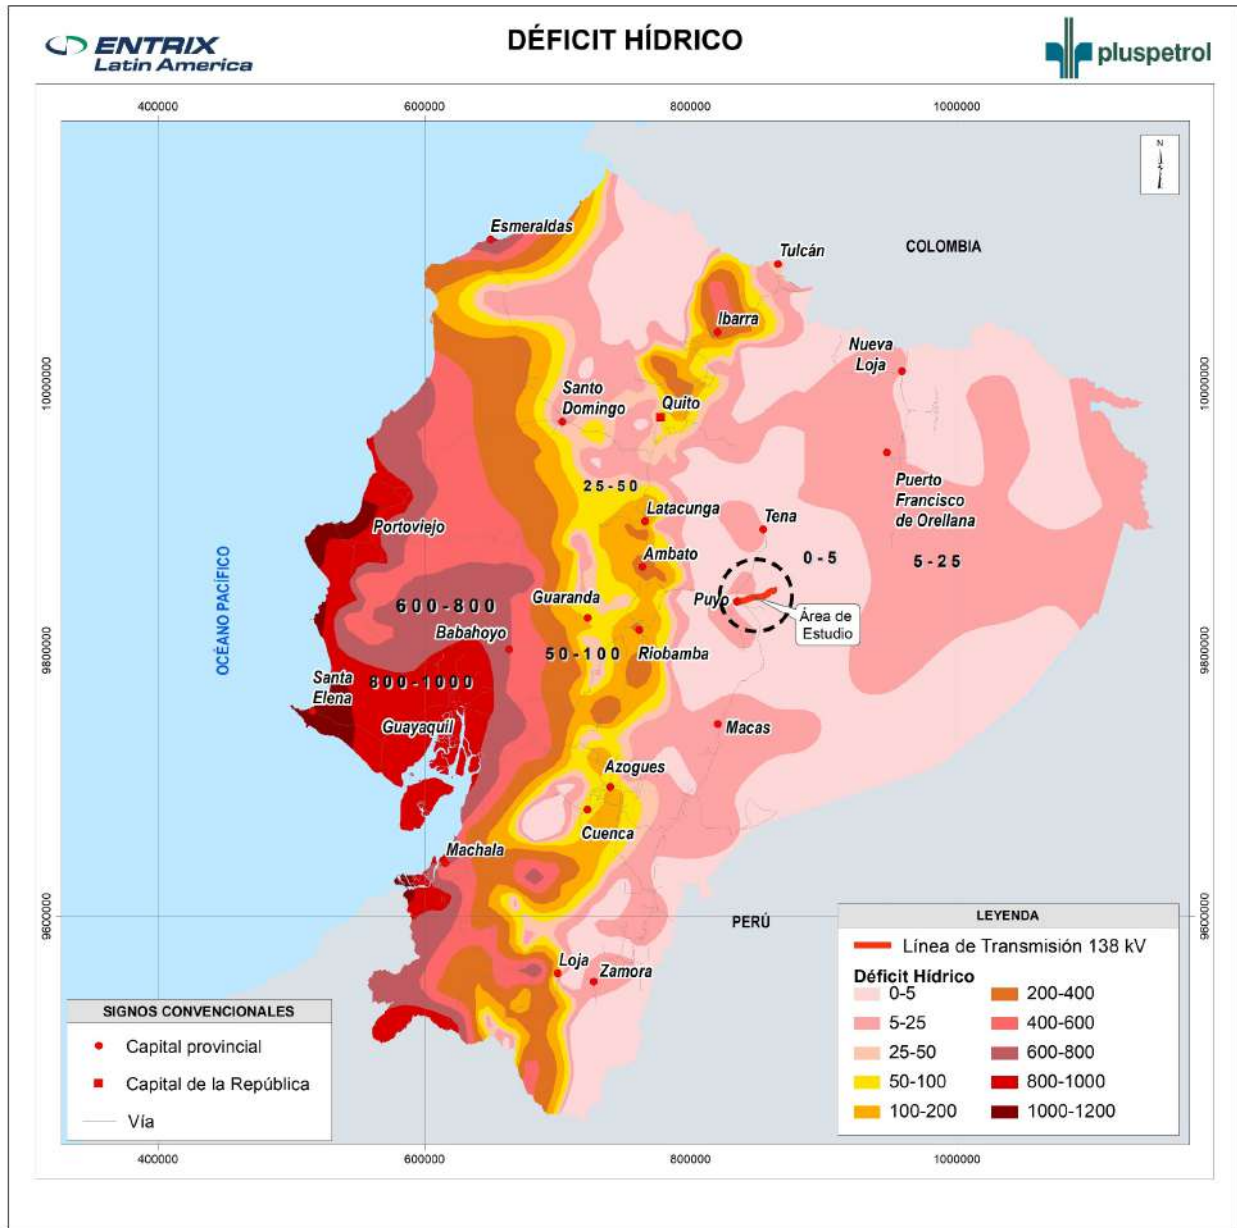 ENTRIX
Latin America
DÉFICIT HÍDRICO
pluspetrol
400000
600000
800000
1000000
N
Esmeraldas
COLOMBIA
Tulcán
Ibarra
Nueva
Loja
10000000
10000000
Santo
Domingo
Quito
25-50
Puerto
Francisco
de Orellana
Latacunga
Tena
Portoviejo
0-5
5-25
Ambato
OCÉANO PACÍFICO
Guaranda
Puyo
600-800
Área de
Estudio
Babahoyo
50-100
Riobamba
9800000
9800000
Santa
Elena
800-1000
Guayaquil
Macas
Azogues
Cuenca
Machala
9600000
9600000
PERÚ
Loja
Zamora
LEYENDA
Línea de Transmisión 138 kV
Déficit Hídrico
0-5
5-25
25-50
50-100
100-200
200-400
400-600
600-800
800-1000
1000-1200
SIGNOS CONVENCIONALES
Capital provincial
Capital de la República
Vía
400000
600000
800000
1000000